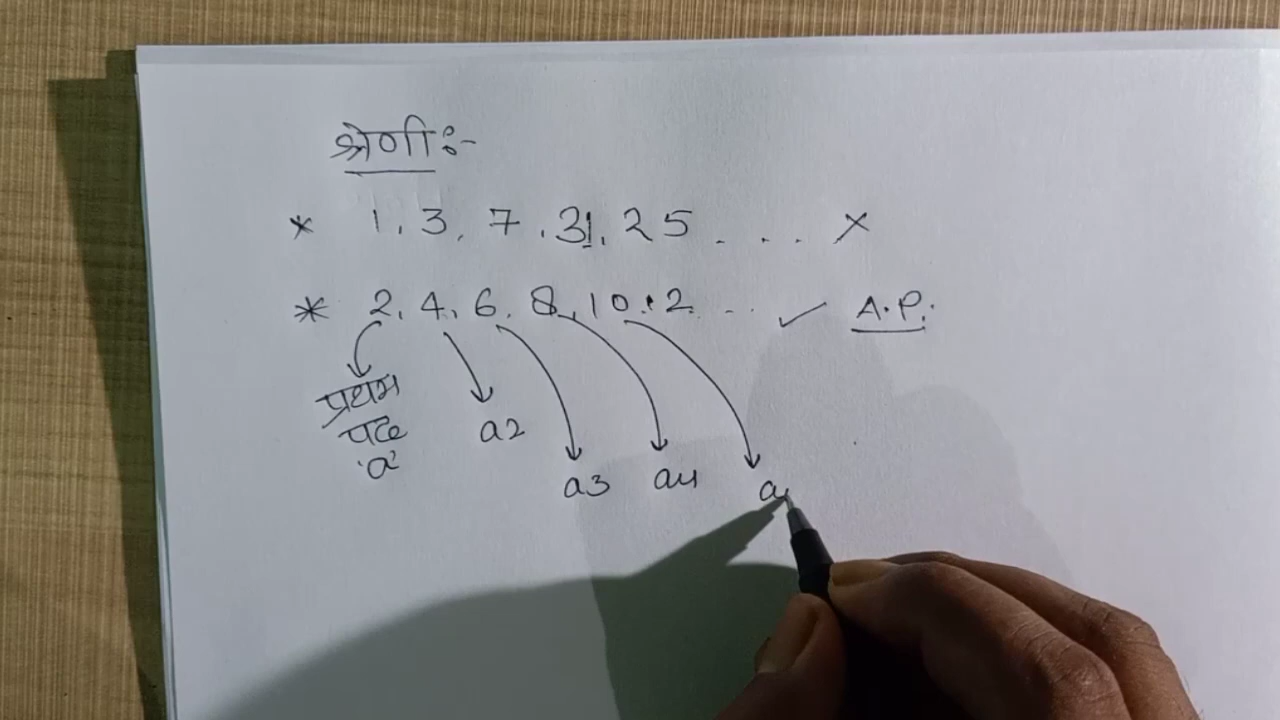 श्रेणी:-
* 1, 3, 7, 31, 25 . . . ×
* 2, 4, 6, 8, 10, 12 . . . ✓ A.P.
प्रथम
पद
'a'
a2
a3 a4 a